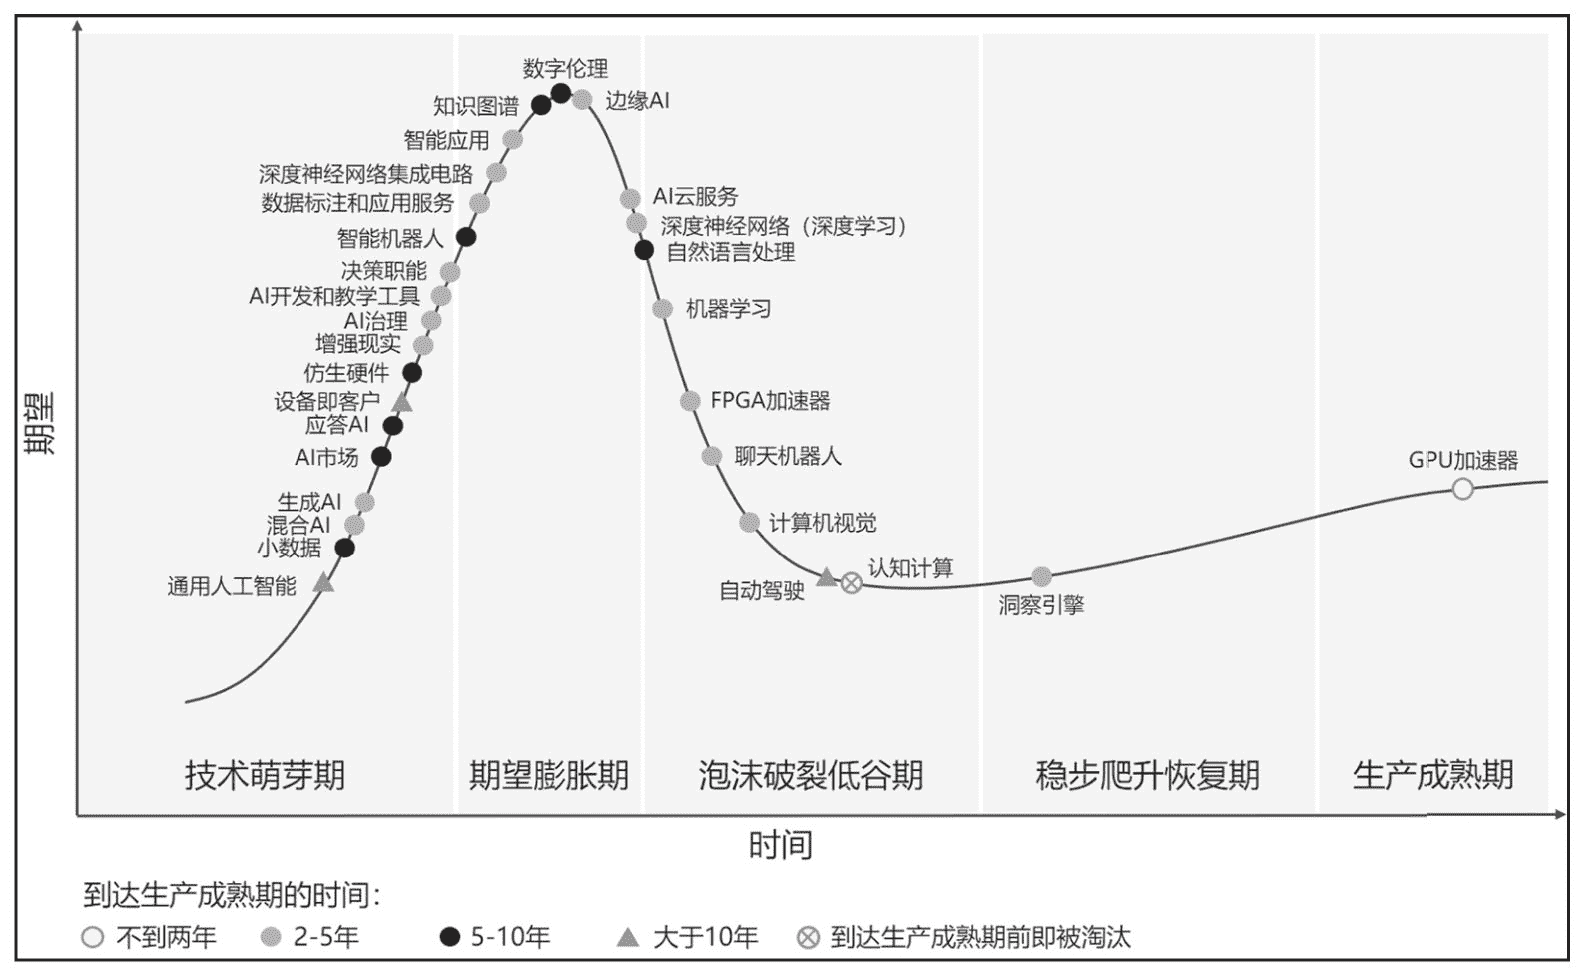 数字伦理
知识图谱
边缘AI
智能应用
深度神经网络集成电路
AI云服务
数据标注和应用服务
深度神经网络（深度学习）
智能机器人
自然语言处理
决策职能
AI开发和教学工具
机器学习
AI治理
增强现实
仿生硬件
设备即客户
FPGA加速器
应答AI
AI市场
聊天机器人
GPU加速器
生成AI
混合AI
计算机视觉
小数据
认知计算
通用人工智能
自动驾驶
洞察引擎
期望
技术萌芽期
期望膨胀期
泡沫破裂低谷期
稳步爬升恢复期
生产成熟期
时间
到达生产成熟期的时间：
不到两年 2-5年 5-10年 大于10年 到达生产成熟期前即被淘汰